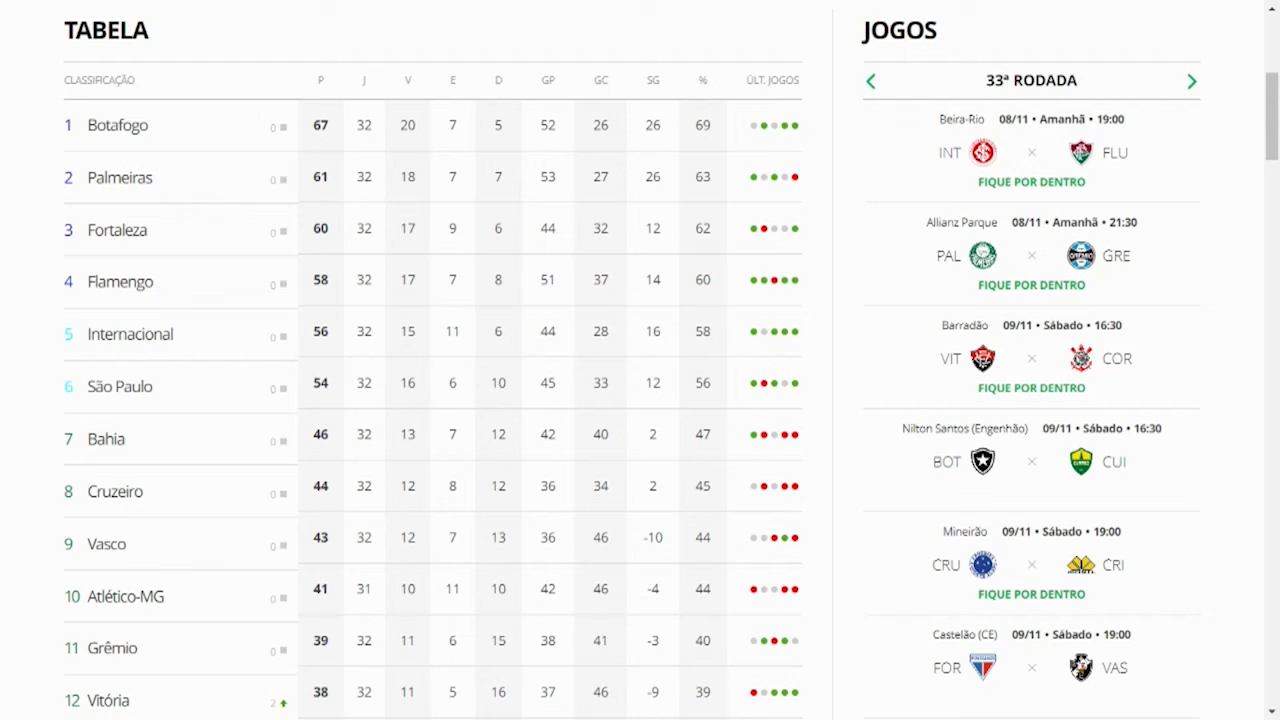 TABELA
CLASSIFICAÇÃO P J V E D GP GC SG % ÚLT. JOGOS
1 Botafogo 0 67 32 20 7 5 52 26 26 69
2 Palmeiras 0 61 32 18 7 7 53 27 26 63
3 Fortaleza 0 60 32 17 9 6 44 32 12 62
4 Flamengo 0 58 32 17 7 8 51 37 14 60
5 Internacional 0 56 32 15 11 6 44 28 16 58
6 São Paulo 0 54 32 16 6 10 45 33 12 56
7 Bahia 0 46 32 13 7 12 42 40 2 47
8 Cruzeiro 0 44 32 12 8 12 36 34 2 45
9 Vasco 0 43 32 12 7 13 36 46 -10 44
10 Atlético-MG 0 41 31 10 11 10 42 46 -4 44
11 Grêmio 0 39 32 11 6 15 38 41 -3 40
12 Vitória 2 38 32 11 5 16 37 46 -9 39
JOGOS
33ª RODADA
Beira-Rio 08/11 • Amanhã • 19:00
INT × FLU
FIQUE POR DENTRO
Allianz Parque 08/11 • Amanhã • 21:30
PAL × GRE
FIQUE POR DENTRO
Barradão 09/11 • Sábado • 16:30
VIT × COR
FIQUE POR DENTRO
Nilton Santos (Engenhão) 09/11 • Sábado • 16:30
BOT × CUI
Mineirão 09/11 • Sábado • 19:00
CRU × CRI
FIQUE POR DENTRO
Castelão (CE) 09/11 • Sábado • 19:00
FOR × VAS